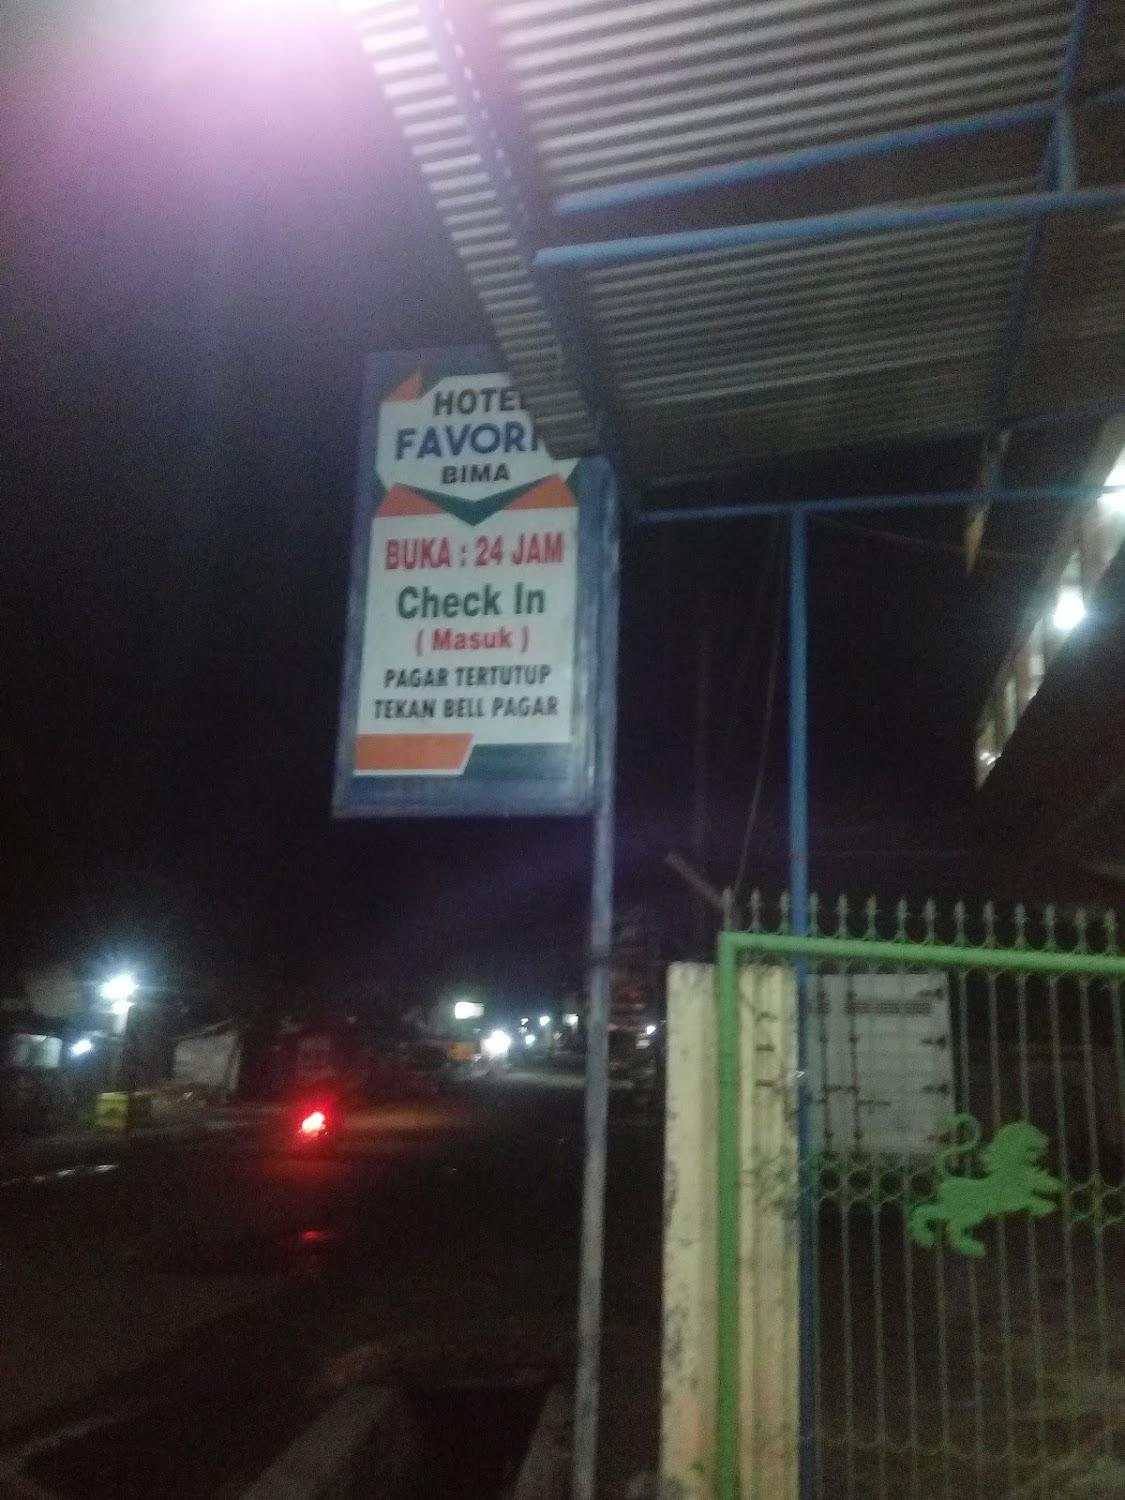 HOTEL
BIMA
BUKA : 24 JAM
Check In
( Masuk )
PAGAR TERTUTUP
TEKAN BELL PAGAR